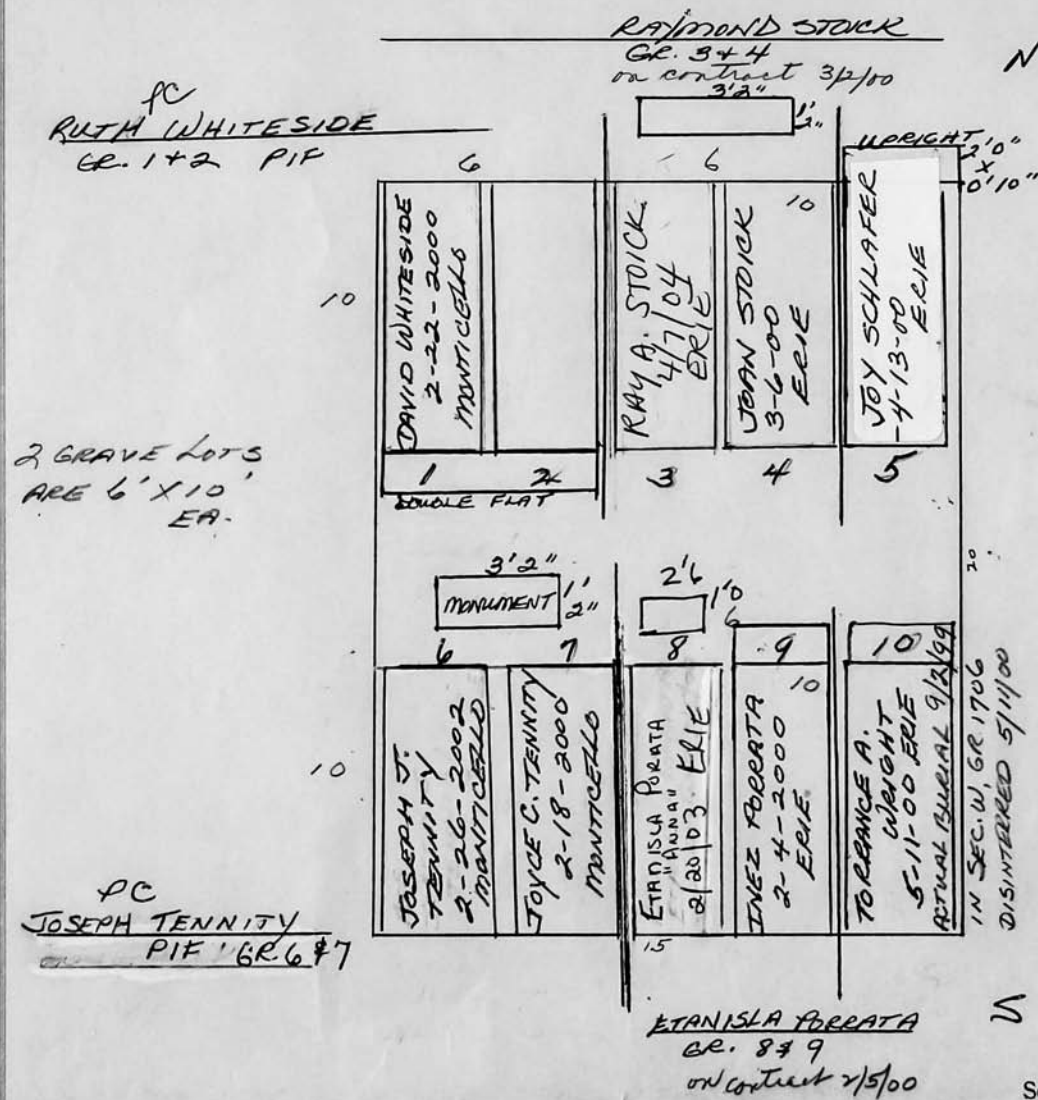 RAYMOND STOICK
GR. 3 & 4
on contract 3/2/00
N
PC
RUTH WHITESIDE
GR. 1 + 2 PIF
3'2"
1'
2"
UPRIGHT
2'0"
X
0'10"
6
6
10
10
DAVID WHITESIDE
2-22-2000
MONTICELLO
RAY A. STOICK
4/7/04
ERIE
JOAN STOICK
3-6-00
ERIE
JOY SCHLAFER
-4-13-00
ERIE
1
2
3
4
5
DOUBLE FLAT
2 GRAVE LOTS
ARE 6' X 10'
EA.
20
3'2"
1'
2"
MONUMENT
2'6
1'0
6
6
7
8
9
10
10
10
JOSEPH J.
TENNITY
2-26-2002
MONTICELLO
JOYCE C. TENNITY
2-18-2000
MONTICELLO
ETANISLA PORATA
"ANNA"
2/20/03 ERIE
INEZ PORRATA
2-4-2000
ERIE
TORRANCE A.
WRIGHT
5-11-00 ERIE
ACTUAL BURIAL 9/2/99
IN SEC. W, GR. 1706
DISINTERRED 5/11/00
15
PC
JOSEPH TENNITY
PIF GR. 6 & 7
S
ETANISLA PORRATA
GR. 8 & 9
on contract 2/5/00